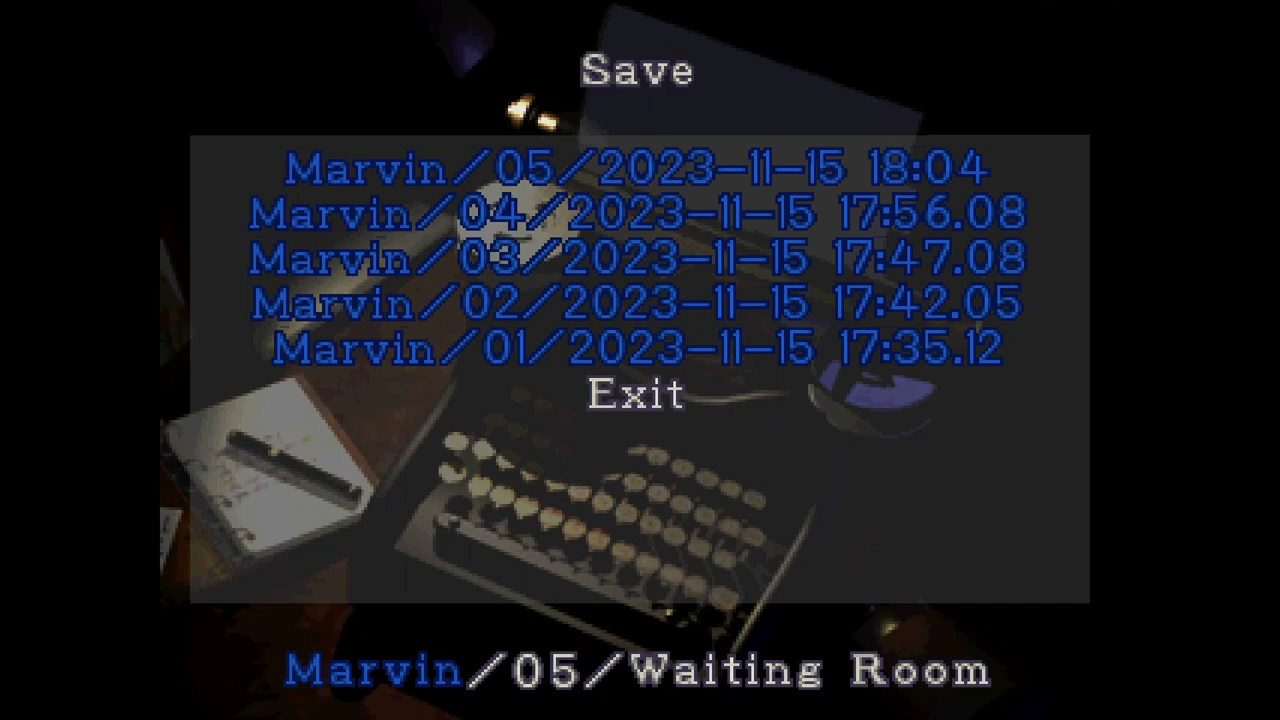 Save
Marvin/05/2023-11-15 18:04
Marvin/04/2023-11-15 17:56.08
Marvin/03/2023-11-15 17:47.08
Marvin/02/2023-11-15 17:42.05
Marvin/01/2023-11-15 17:35.12
Exit
Marvin/05/Waiting Room